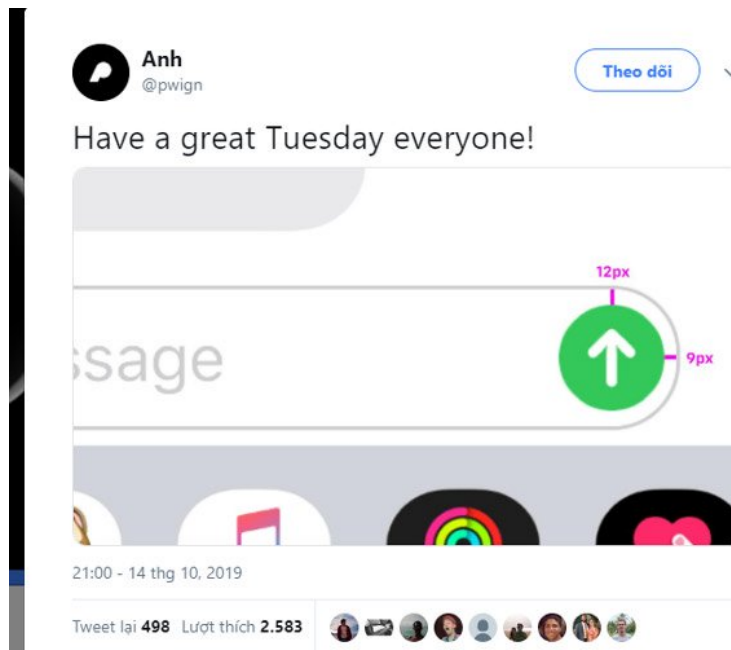 Anh
@pwign
Theo dõi
Have a great Tuesday everyone!
12px
ssage
9px
21:00 - 14 thg 10, 2019
Tweet lại 498 Lượt thích 2.583